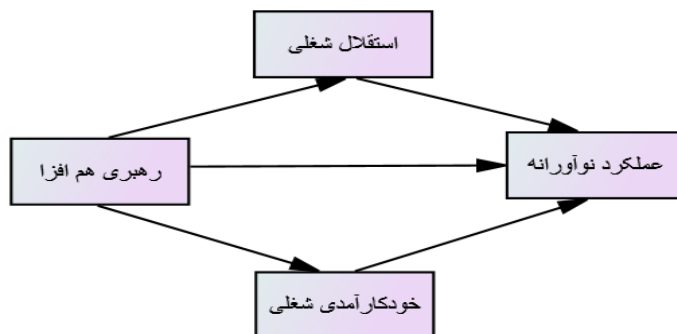 استقلال شغلی
رهبری هم افزا
عملکرد نوآورانه
خودکارآمدی شغلی